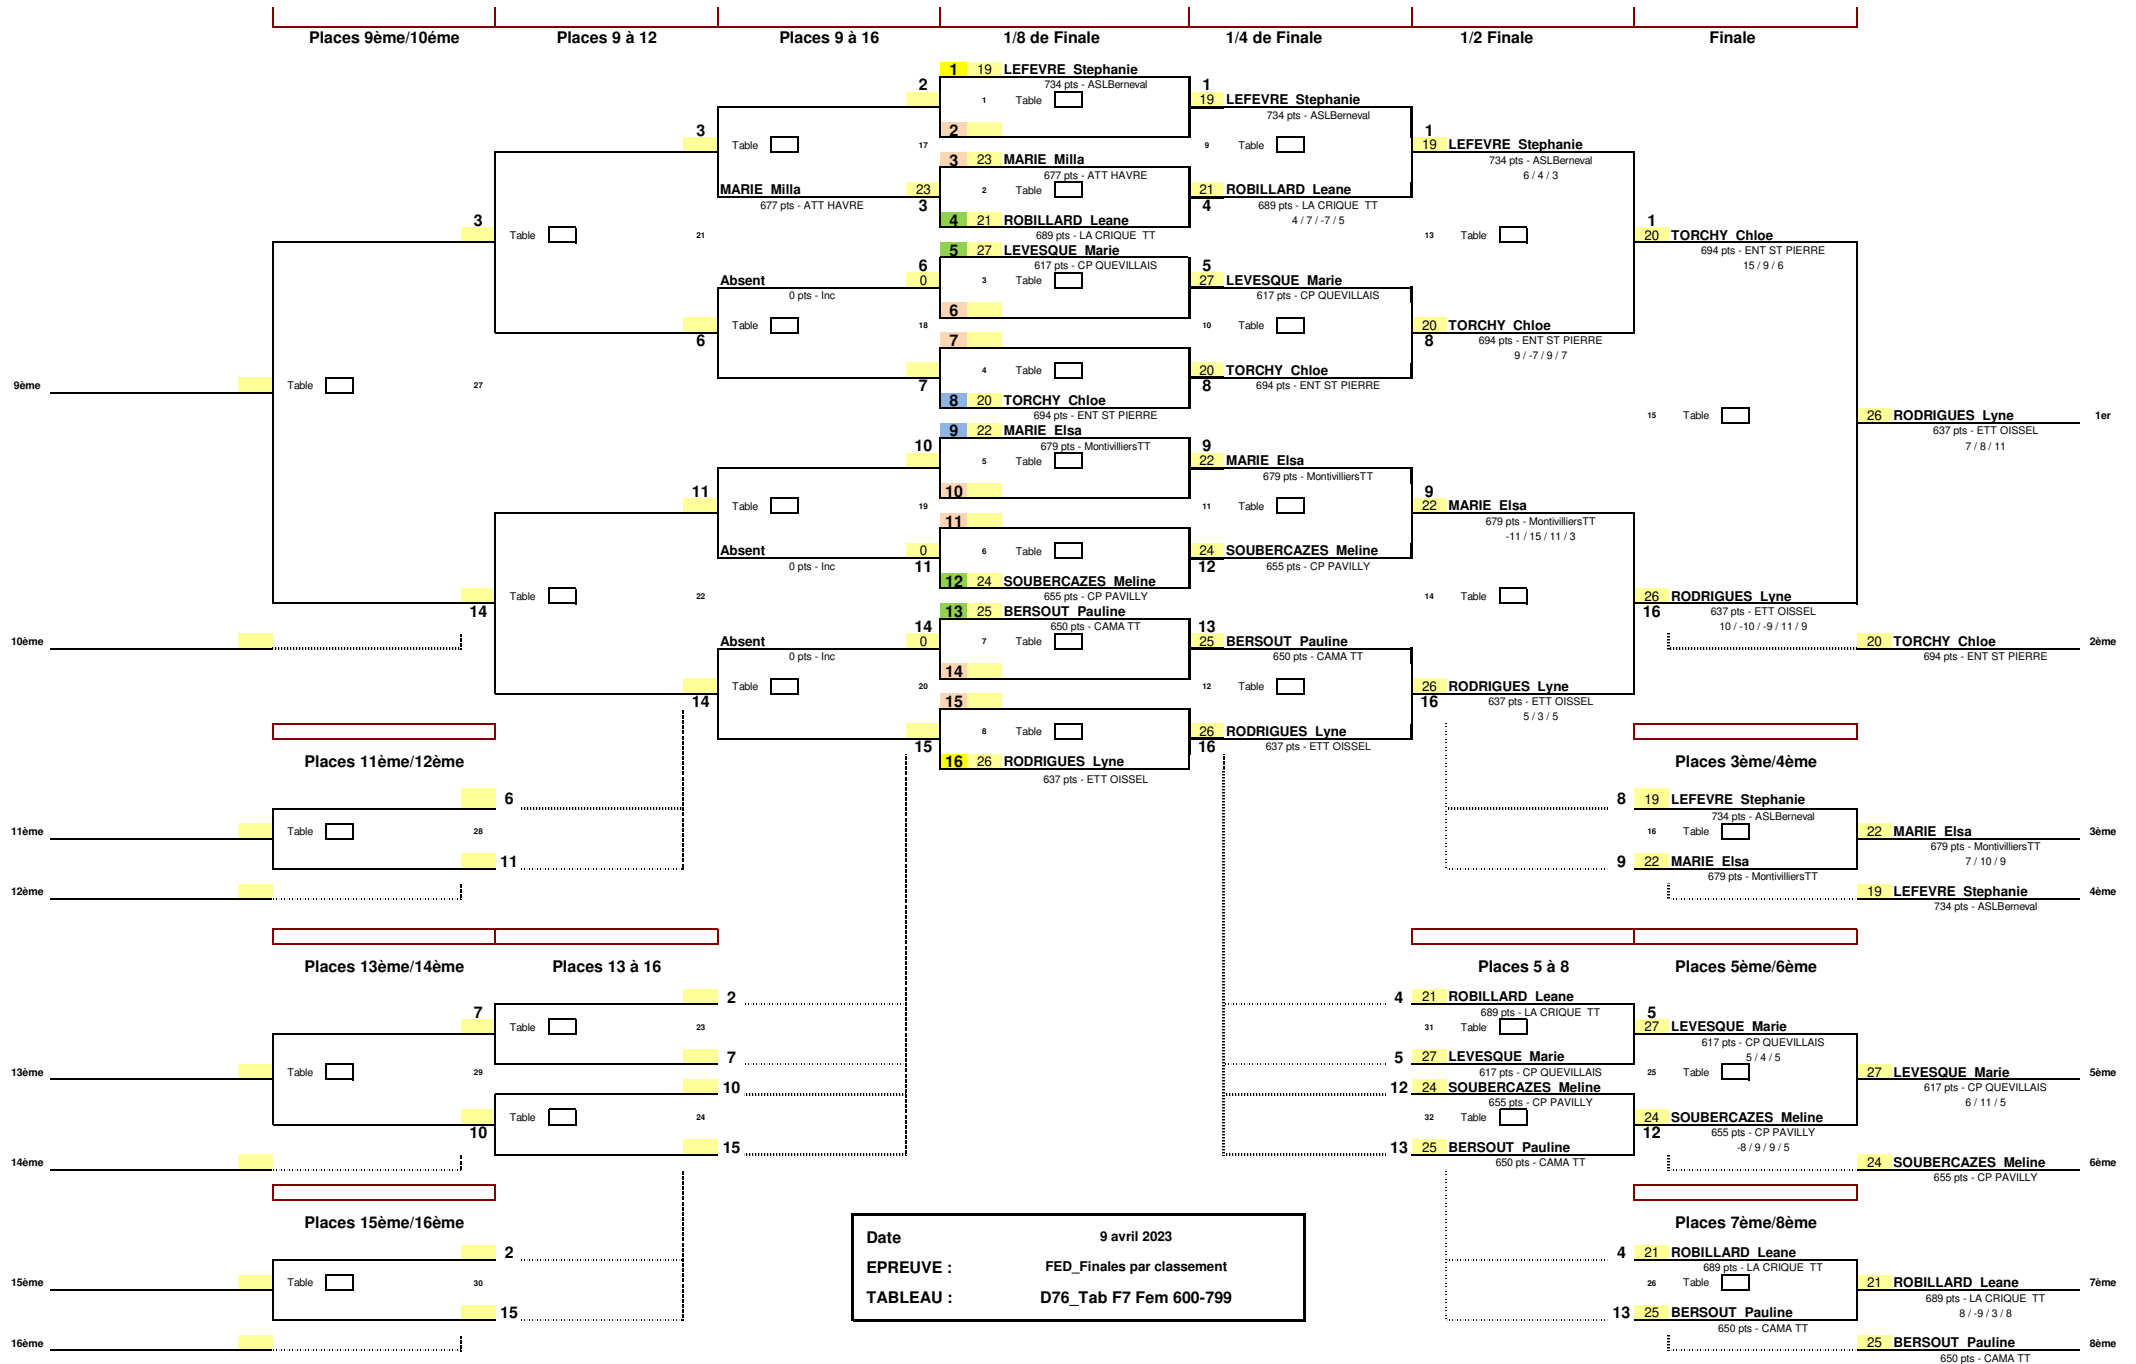 Places 9ème/10éme
Places 9 à 12
Places 9 à 16
1/8 de Finale
1/4 de Finale
1/2 Finale
Finale
1 19 LEFEVRE Stephanie
734 pts - ASLBerneval
1 Table
2
3 23 MARIE Milla
677 pts - ATT HAVRE
2 Table
4 21 ROBILLARD Leane
689 pts - LA CRIQUE TT
5 27 LEVESQUE Marie
617 pts - CP QUEVILLAIS
3 Table
6
7
4 Table
8 20 TORCHY Chloe
694 pts - ENT ST PIERRE
9 22 MARIE Elsa
679 pts - MontivilliersTT
5 Table
10
11
6 Table
12 24 SOUBERCAZES Meline
655 pts - CP PAVILLY
13 25 BERSOUT Pauline
650 pts - CAMA TT
7 Table
14
15
8 Table
16 26 RODRIGUES Lyne
637 pts - ETT OISSEL
1
19 LEFEVRE Stephanie
734 pts - ASLBerneval
9 Table
21 ROBILLARD Leane
4
689 pts - LA CRIQUE TT
4 / 7 / -7 / 5
5
27 LEVESQUE Marie
617 pts - CP QUEVILLAIS
10 Table
20 TORCHY Chloe
8
694 pts - ENT ST PIERRE
9
22 MARIE Elsa
679 pts - MontivilliersTT
11 Table
24 SOUBERCAZES Meline
12
655 pts - CP PAVILLY
13
25 BERSOUT Pauline
650 pts - CAMA TT
12 Table
26 RODRIGUES Lyne
16
637 pts - ETT OISSEL
1
19 LEFEVRE Stephanie
734 pts - ASLBerneval
6 / 4 / 3
13 Table
20 TORCHY Chloe
8
694 pts - ENT ST PIERRE
9 / -7 / 9 / 7
9
22 MARIE Elsa
679 pts - MontivilliersTT
-11 / 15 / 11 / 3
14 Table
26 RODRIGUES Lyne
16
637 pts - ETT OISSEL
5 / 3 / 5
1
20 TORCHY Chloe
694 pts - ENT ST PIERRE
15 / 9 / 6
15 Table
26 RODRIGUES Lyne
16
637 pts - ETT OISSEL
10 / -10 / -9 / 11 / 9
26 RODRIGUES Lyne 1er
637 pts - ETT OISSEL
7 / 8 / 11
20 TORCHY Chloe 2ème
694 pts - ENT ST PIERRE
2
Table 17
MARIE Milla 23
677 pts - ATT HAVRE
3
6
Absent 0
0 pts - Inc
Table 18
7
10
Table 19
Absent 0
0 pts - Inc
11
14
Absent 0
0 pts - Inc
Table 20
15
3
Table 21
6
11
Table 22
14
3
9ème
Table 27
14
10ème
Places 11ème/12ème
6
11ème
Table 28
11
12ème
Places 13ème/14ème
Places 13 à 16
2
7
Table 23
7
13ème
Table 29
10
Table 24
10
15
14ème
Places 15ème/16ème
2
15ème
Table 30
15
16ème
Places 3ème/4ème
8 19 LEFEVRE Stephanie
734 pts - ASLBerneval
16 Table
22 MARIE Elsa 3ème
679 pts - MontivilliersTT
7 / 10 / 9
9 22 MARIE Elsa
679 pts - MontivilliersTT
19 LEFEVRE Stephanie 4ème
734 pts - ASLBerneval
Places 5 à 8
Places 5ème/6ème
4 21 ROBILLARD Leane
689 pts - LA CRIQUE TT
31 Table
5 27 LEVESQUE Marie
617 pts - CP QUEVILLAIS
12 24 SOUBERCAZES Meline
655 pts - CP PAVILLY
32 Table
13 25 BERSOUT Pauline
650 pts - CAMA TT
5
27 LEVESQUE Marie
617 pts - CP QUEVILLAIS
5 / 4 / 5
25 Table
24 SOUBERCAZES Meline
12
655 pts - CP PAVILLY
-8 / 9 / 9 / 5
27 LEVESQUE Marie 5ème
617 pts - CP QUEVILLAIS
6 / 11 / 5
24 SOUBERCAZES Meline 6ème
655 pts - CP PAVILLY
Places 7ème/8ème
4 21 ROBILLARD Leane
689 pts - LA CRIQUE TT
26 Table
13 25 BERSOUT Pauline
650 pts - CAMA TT
21 ROBILLARD Leane 7ème
689 pts - LA CRIQUE TT
8 / -9 / 3 / 8
25 BERSOUT Pauline 8ème
650 pts - CAMA TT
Date 9 avril 2023
EPREUVE : FED_Finales par classement
TABLEAU : D76_Tab F7 Fem 600-799